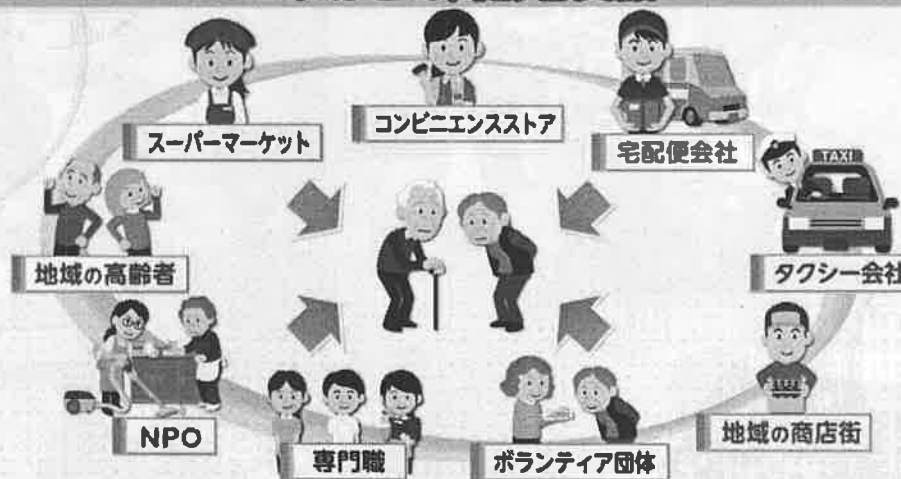 スーパーマーケット
コンビニエンスストア
宅配便会社
TAXI
タクシー会社
地域の高齢者
NPO
専門職
ボランティア団体
地域の商店街